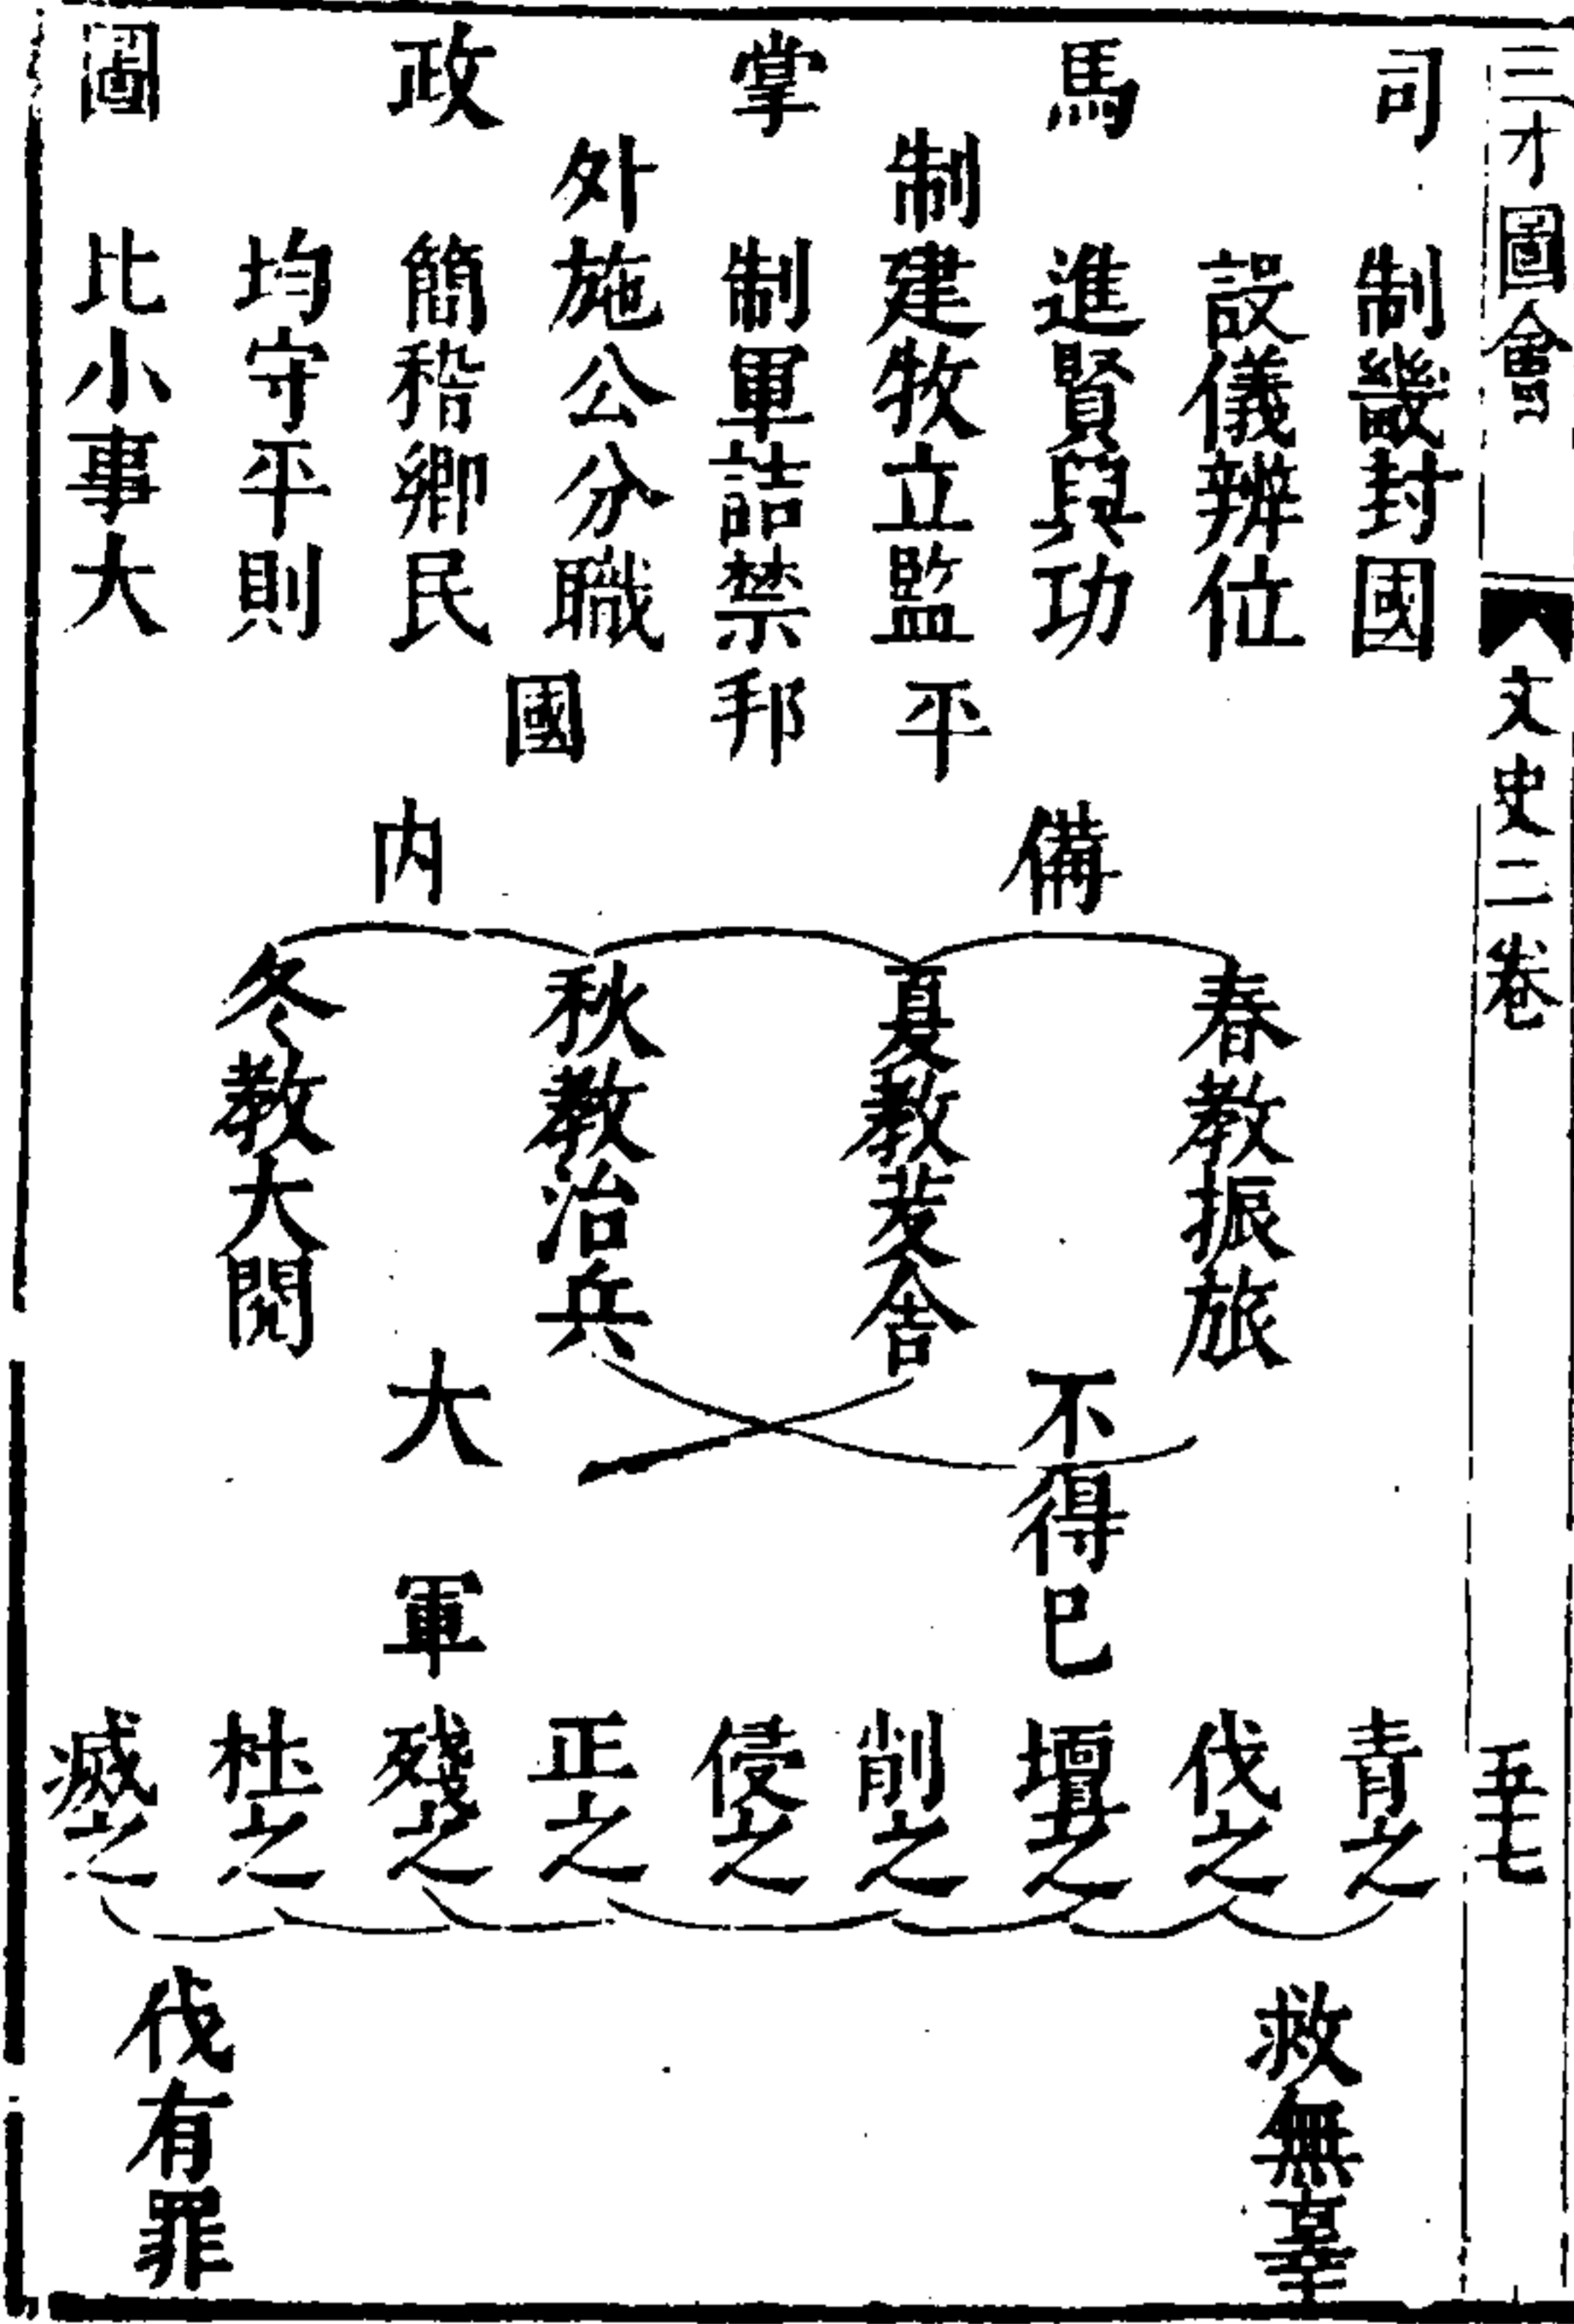 三才圖會
文史二卷
五十七
司馬掌政圖
制外
制畿封國
設儀辨位
進賢與功
建牧立監
制軍詰禁
施公分職
簡稽鄉民
均守平則
比小事大
平邦國
備內
春教振旅
夏教茇舍
秋教治兵
冬教大閱
不得已
大軍
青之
伐之
壇之
削之
侵之
正之
殘之
杜之
滅之
救無辜
伐有罪